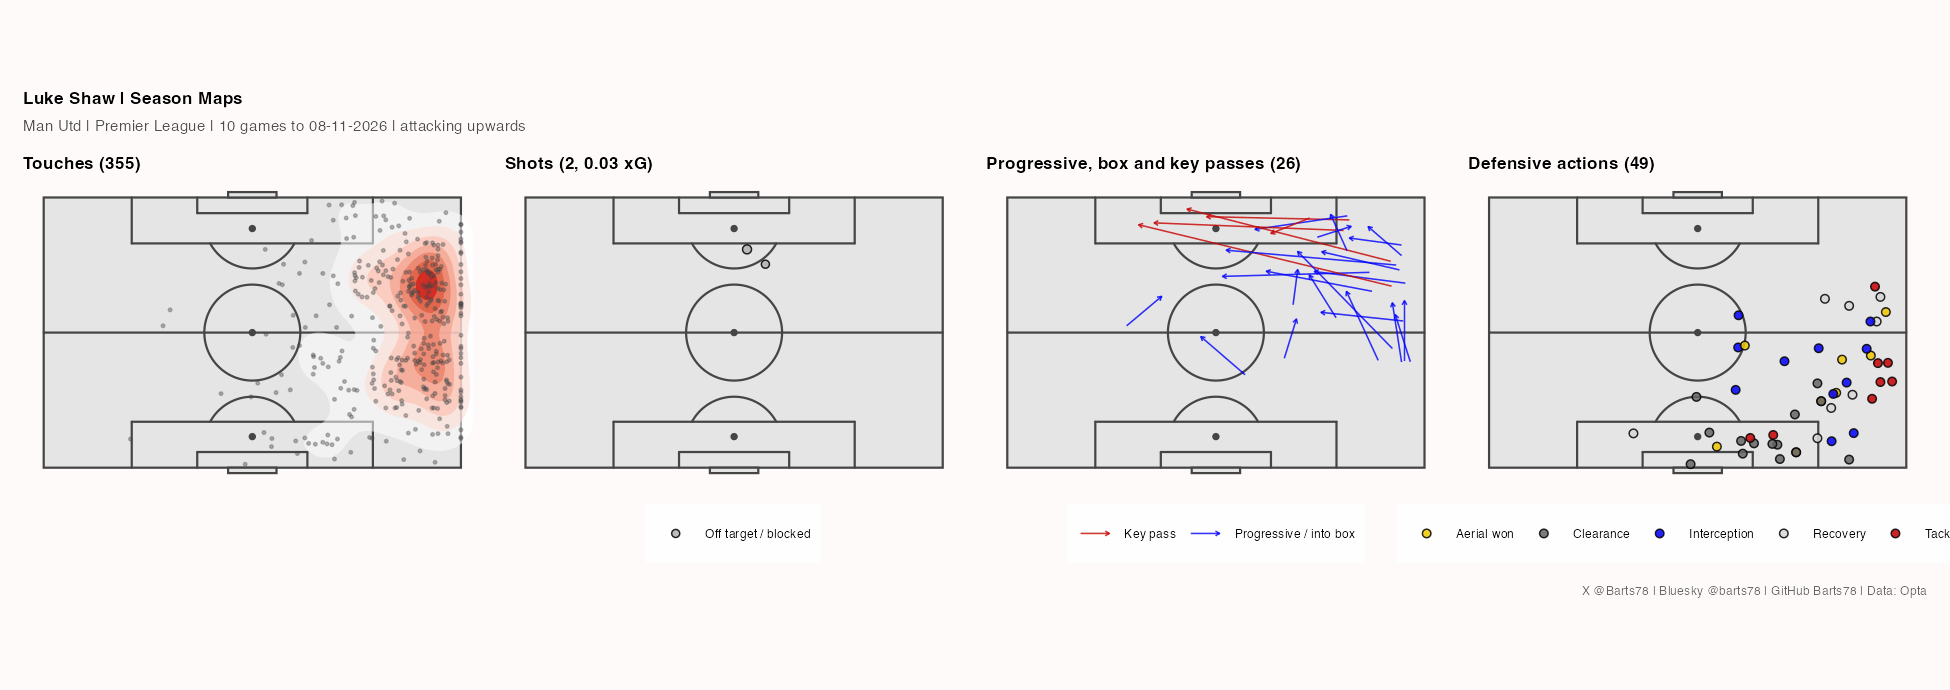 Luke Shaw | Season Maps
Man Utd | Premier League | 10 games to 08-11-2026 | attacking upwards
Touches (355)
Shots (2, 0.03 xG)
Progressive, box and key passes (26)
Defensive actions (49)
Off target / blocked
Key pass
Progressive / into box
Aerial won
Clearance
Interception
Recovery
Tack
X @Barts78 | Bluesky @barts78 | GitHub Barts78 | Data: Opta